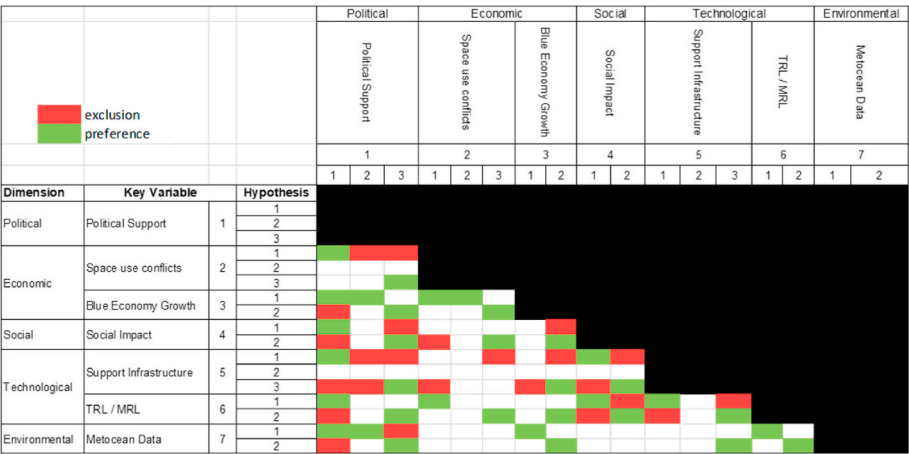 Political Economic Social Technological Environmental
Political Support Space use conflicts Blue Economy Growth Social Impact Support Infrastructure TRL / MRL Metocean Data
exclusion
preference
1 2 3 4 5 6 7
1 2 3 1 2 3 1 2 1 2 1 2 3 1 2 1 2
Dimension Key Variable Hypothesis
1
Political Political Support 1 2
3
1
Space use conflicts 2 2
3
Economic
Blue Economy Growth 3 1
2
Social Social Impact 4 1
2
1
Support Infrastructure 5 2
3
Technological
TRL / MRL 6 1
2
Environmental Metocean Data 7 1
2